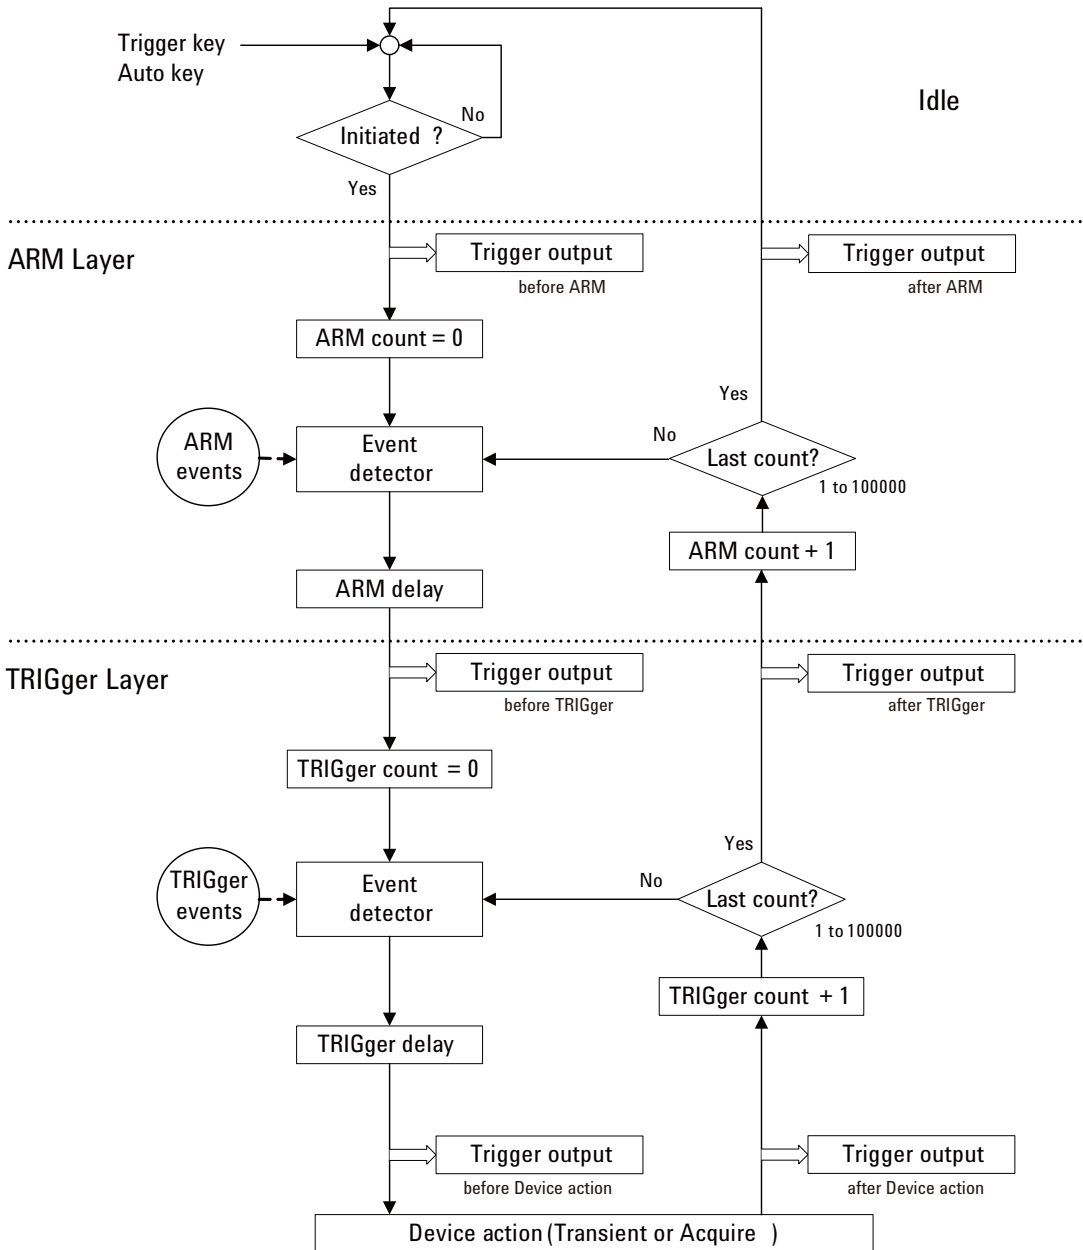 Trigger key
Auto key
Idle
No
Initiated ?
Yes
ARM Layer
Trigger output
before ARM
Trigger output
after ARM
ARM count = 0
Yes
ARM
events
Event
detector
No
Last count?
1 to 100000
ARM count + 1
ARM delay
TRIGger Layer
Trigger output
before TRIGger
Trigger output
after TRIGger
TRIGger count = 0
Yes
TRIGger
events
Event
detector
No
Last count?
1 to 100000
TRIGger count + 1
TRIGger delay
Trigger output
before Device action
Trigger output
after Device action
Device action (Transient or Acquire )